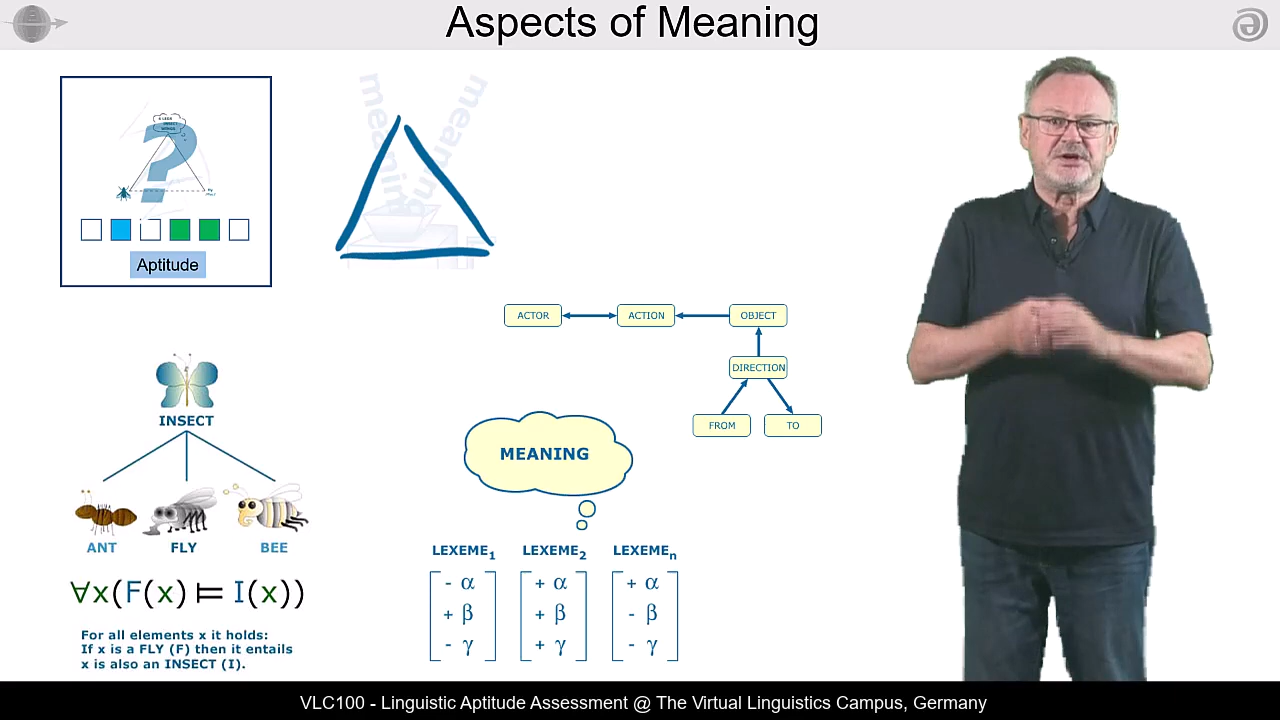 Aspects of Meaning
Aptitude
meaning
meaning
ACTOR
ACTION
OBJECT
DIRECTION
FROM
TO
INSECT
ANT
FLY
BEE
∀x(F(x) ⊨ I(x))
For all elements x it holds:
If x is a FLY (F) then it entails
x is also an INSECT (I).
MEANING
LEXEME₁ LEXEME₂ LEXEMEₙ
- α + α + α
+ β + β - β
- γ + γ - γ
VLC100 - Linguistic Aptitude Assessment @ The Virtual Linguistics Campus, Germany